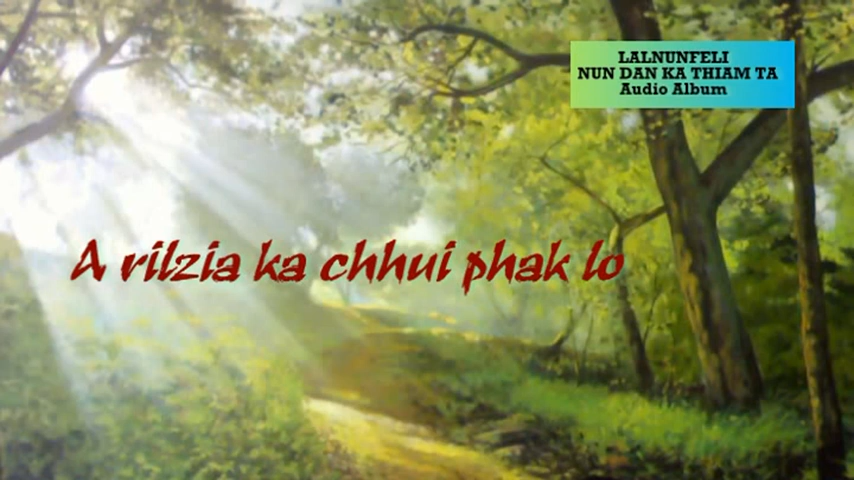 LALNUNFELI
NUN DAN KA THIAM TA
Audio Album
A rilzia ka chhui phak lo